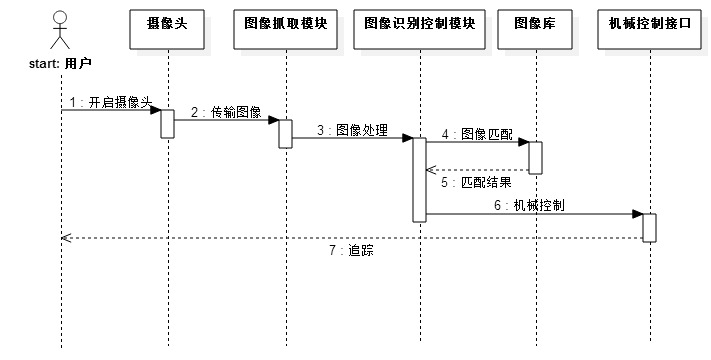 摄像头
图像抓取模块
图像识别控制模块
图像库
机械控制接口
start: 用户
1 : 开启摄像头
2 : 传输图像
3 : 图像处理
4 : 图像匹配
5 : 匹配结果
6 : 机械控制
7 : 追踪